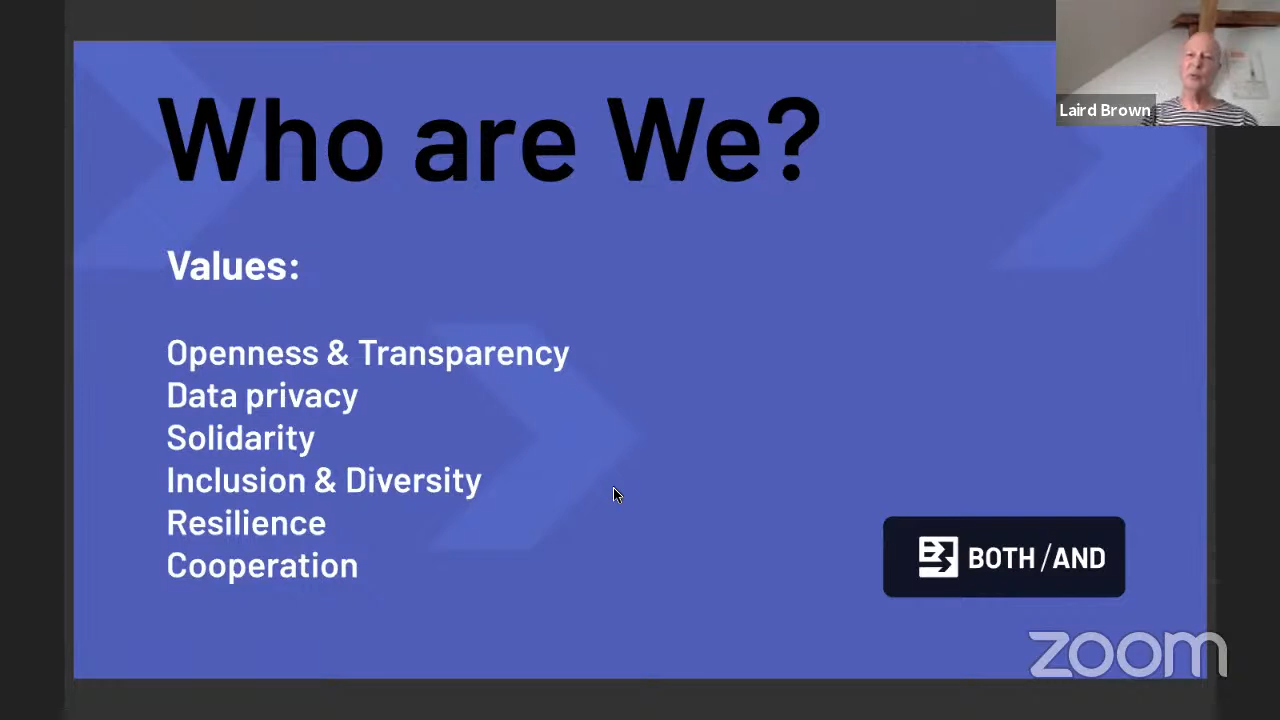 Who are We?
Laird Brown
Values:
Openness & Transparency
Data privacy
Solidarity
Inclusion & Diversity
Resilience
Cooperation
BOTH/AND
zoom